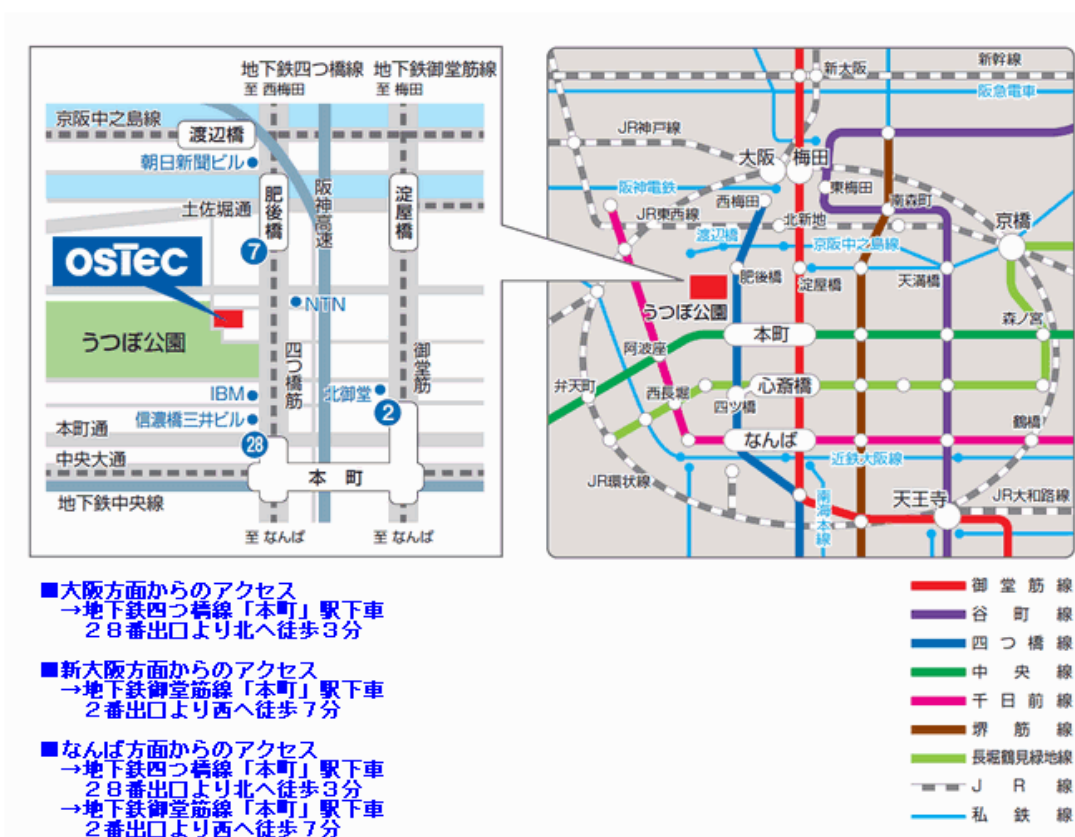 地下鉄四つ橋線 地下鉄御堂筋線
至 西梅田 至 梅田
京阪中之島線
渡辺橋
朝日新聞ビル
土佐堀通
肥後橋
阪神高速
淀屋橋
7
OSTEC
NTN
うつぼ公園
四つ橋筋
御堂筋
IBM
北御堂
2
信濃橋三井ビル
本町通
28
中央大通
本町
地下鉄中央線
至 なんば 至 なんば
新大阪
新幹線
阪急電車
JR神戸線
大阪 梅田
阪神電鉄
東梅田
西梅田
南森町
JR東西線
北新地
京橋
渡辺橋
京阪中之島線
肥後橋
淀屋橋
天満橋
うつぼ公園
森ノ宮
本町
阿波座
弁天町
心斎橋
西長堀
四ツ橋
鶴橋
なんば
近鉄大阪線
JR環状線
南海本線
天王寺
JR大和路線
■大阪方面からのアクセス
→地下鉄四つ橋線「本町」駅下車
28番出口より北へ徒歩3分
■新大阪方面からのアクセス
→地下鉄御堂筋線「本町」駅下車
2番出口より西へ徒歩7分
■なんば方面からのアクセス
→地下鉄四つ橋線「本町」駅下車
28番出口より北へ徒歩3分
→地下鉄御堂筋線「本町」駅下車
2番出口より西へ徒歩7分
御堂筋線
谷町線
四つ橋線
中央線
千日前線
堺筋線
長堀鶴見緑地線
JR線
私鉄線